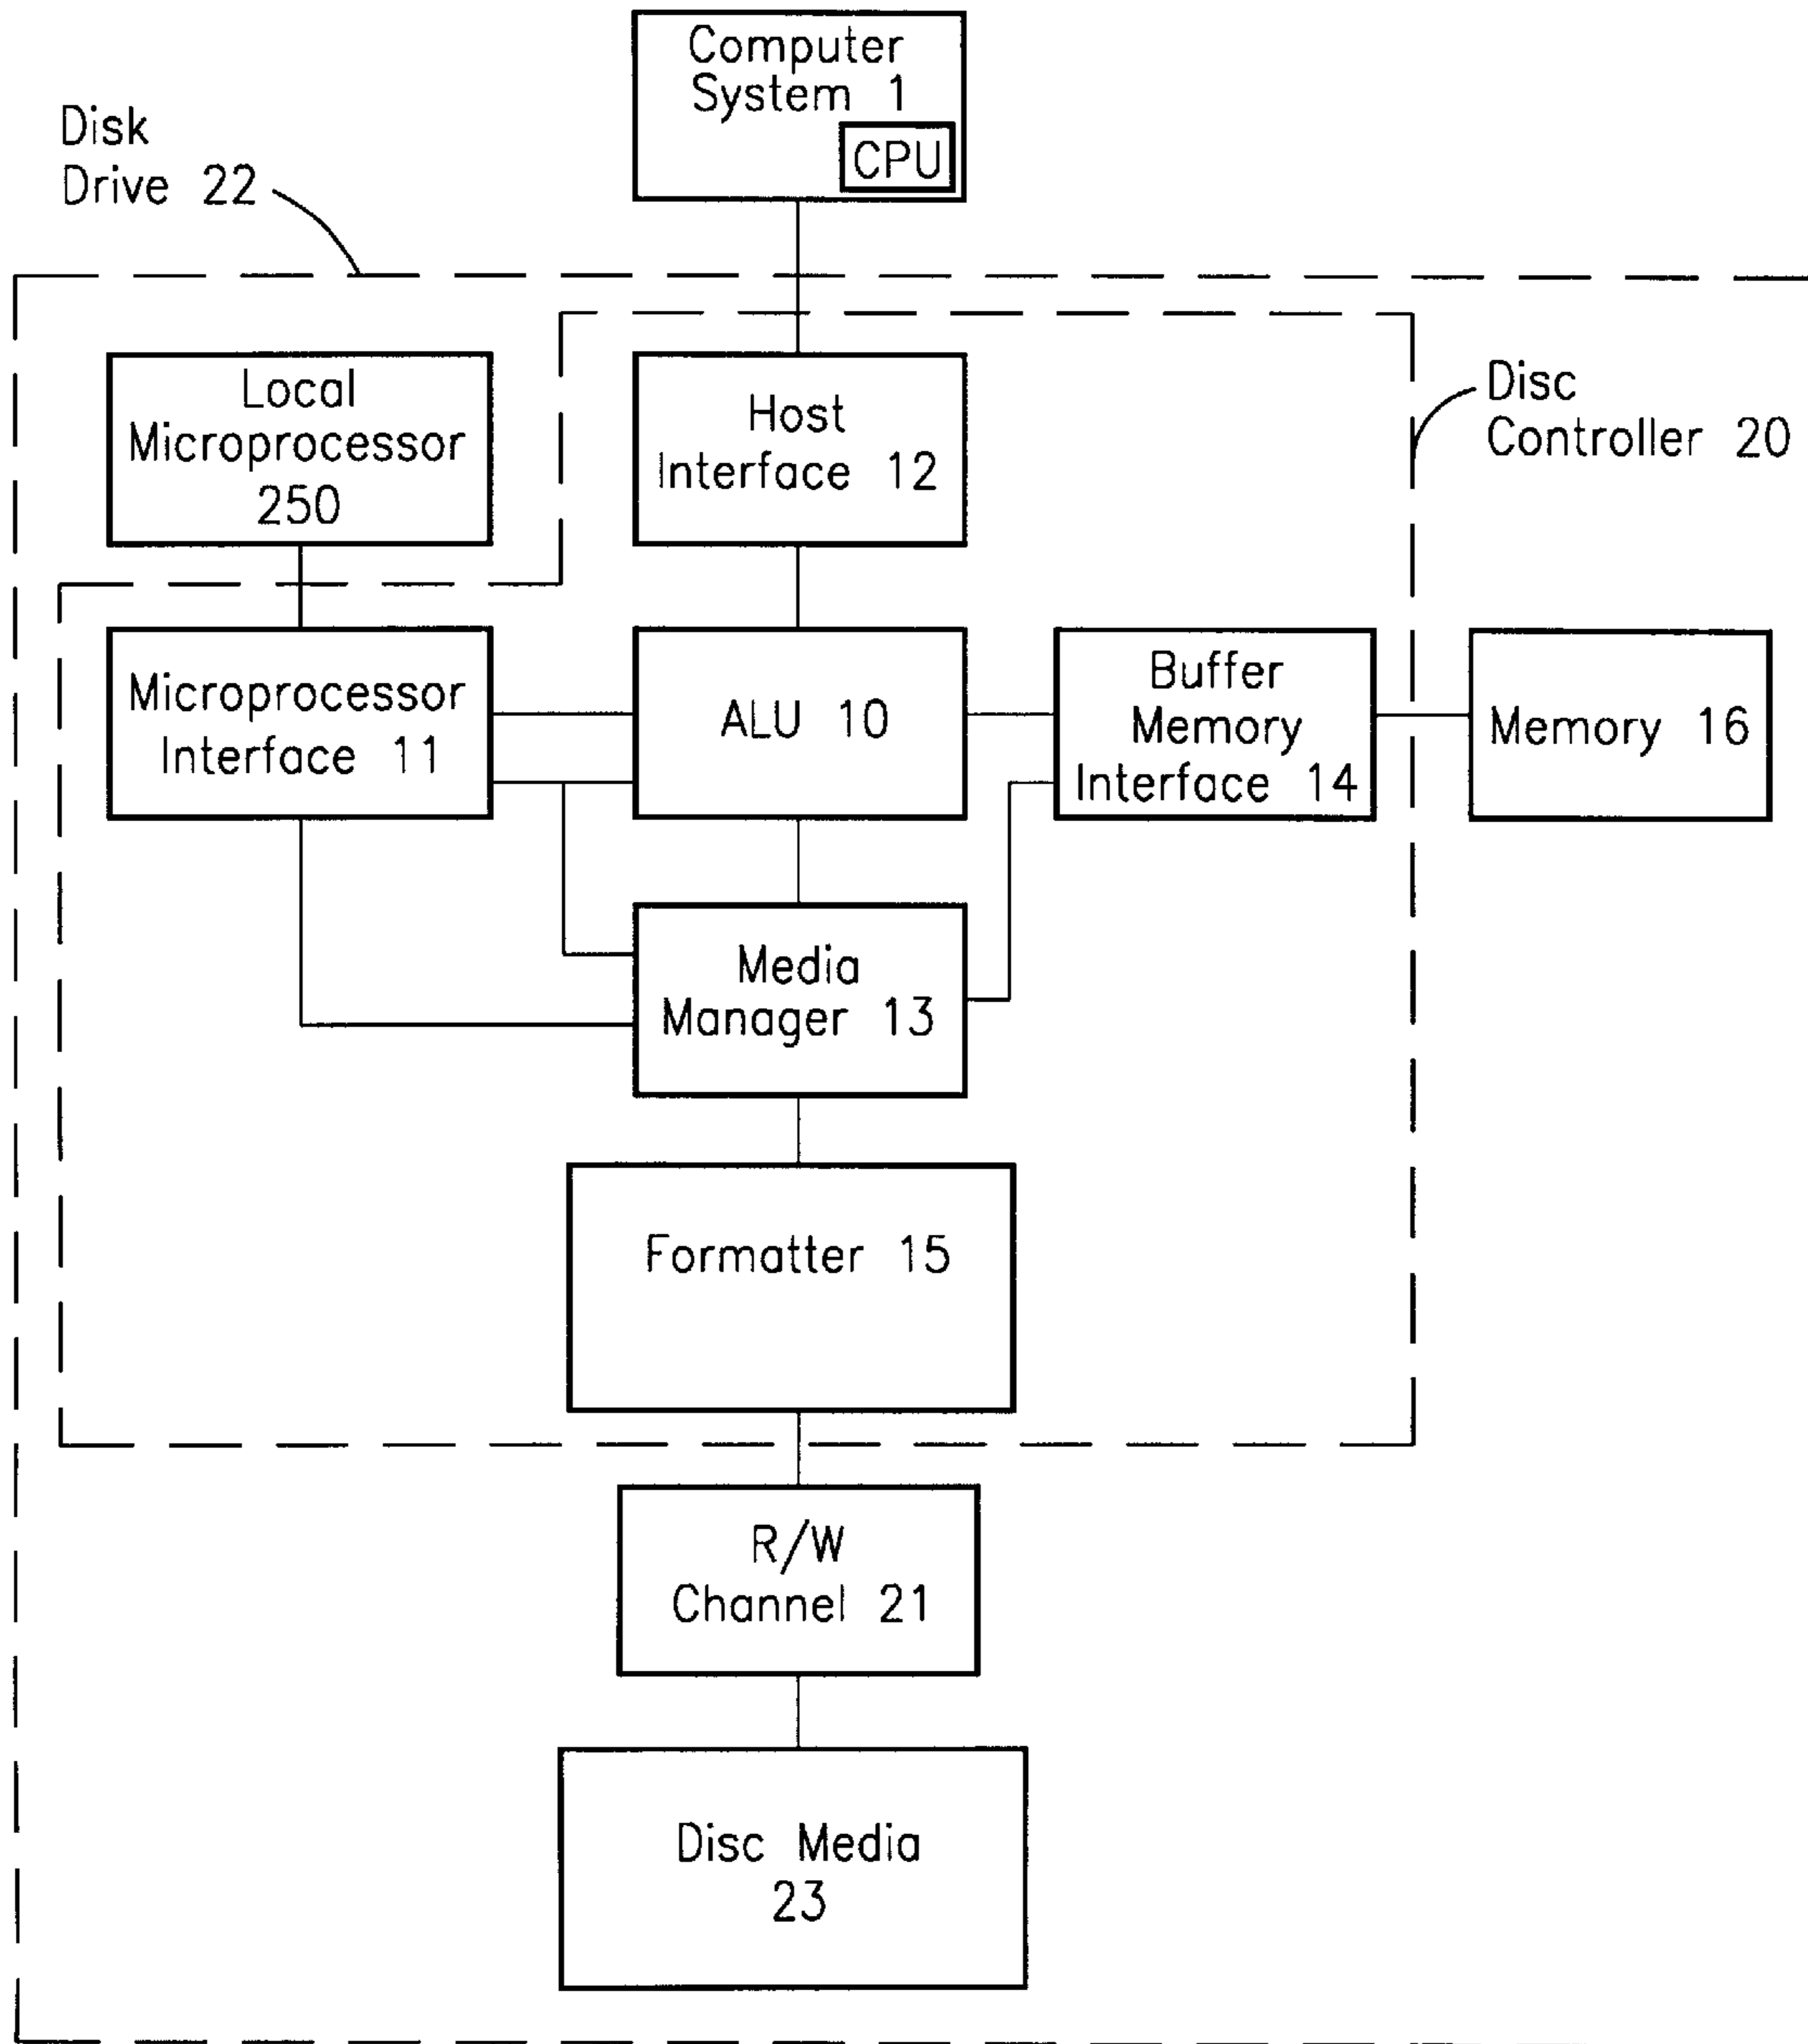 Computer
System 1
CPU
Disk
Drive 22
Local
Microprocessor
250
Host
Interface 12
Disc
Controller 20
Microprocessor
Interface 11
ALU 10
Buffer
Memory
Interface 14
Memory 16
Media
Manager 13
Formatter 15
R/W
Channel 21
Disc Media
23